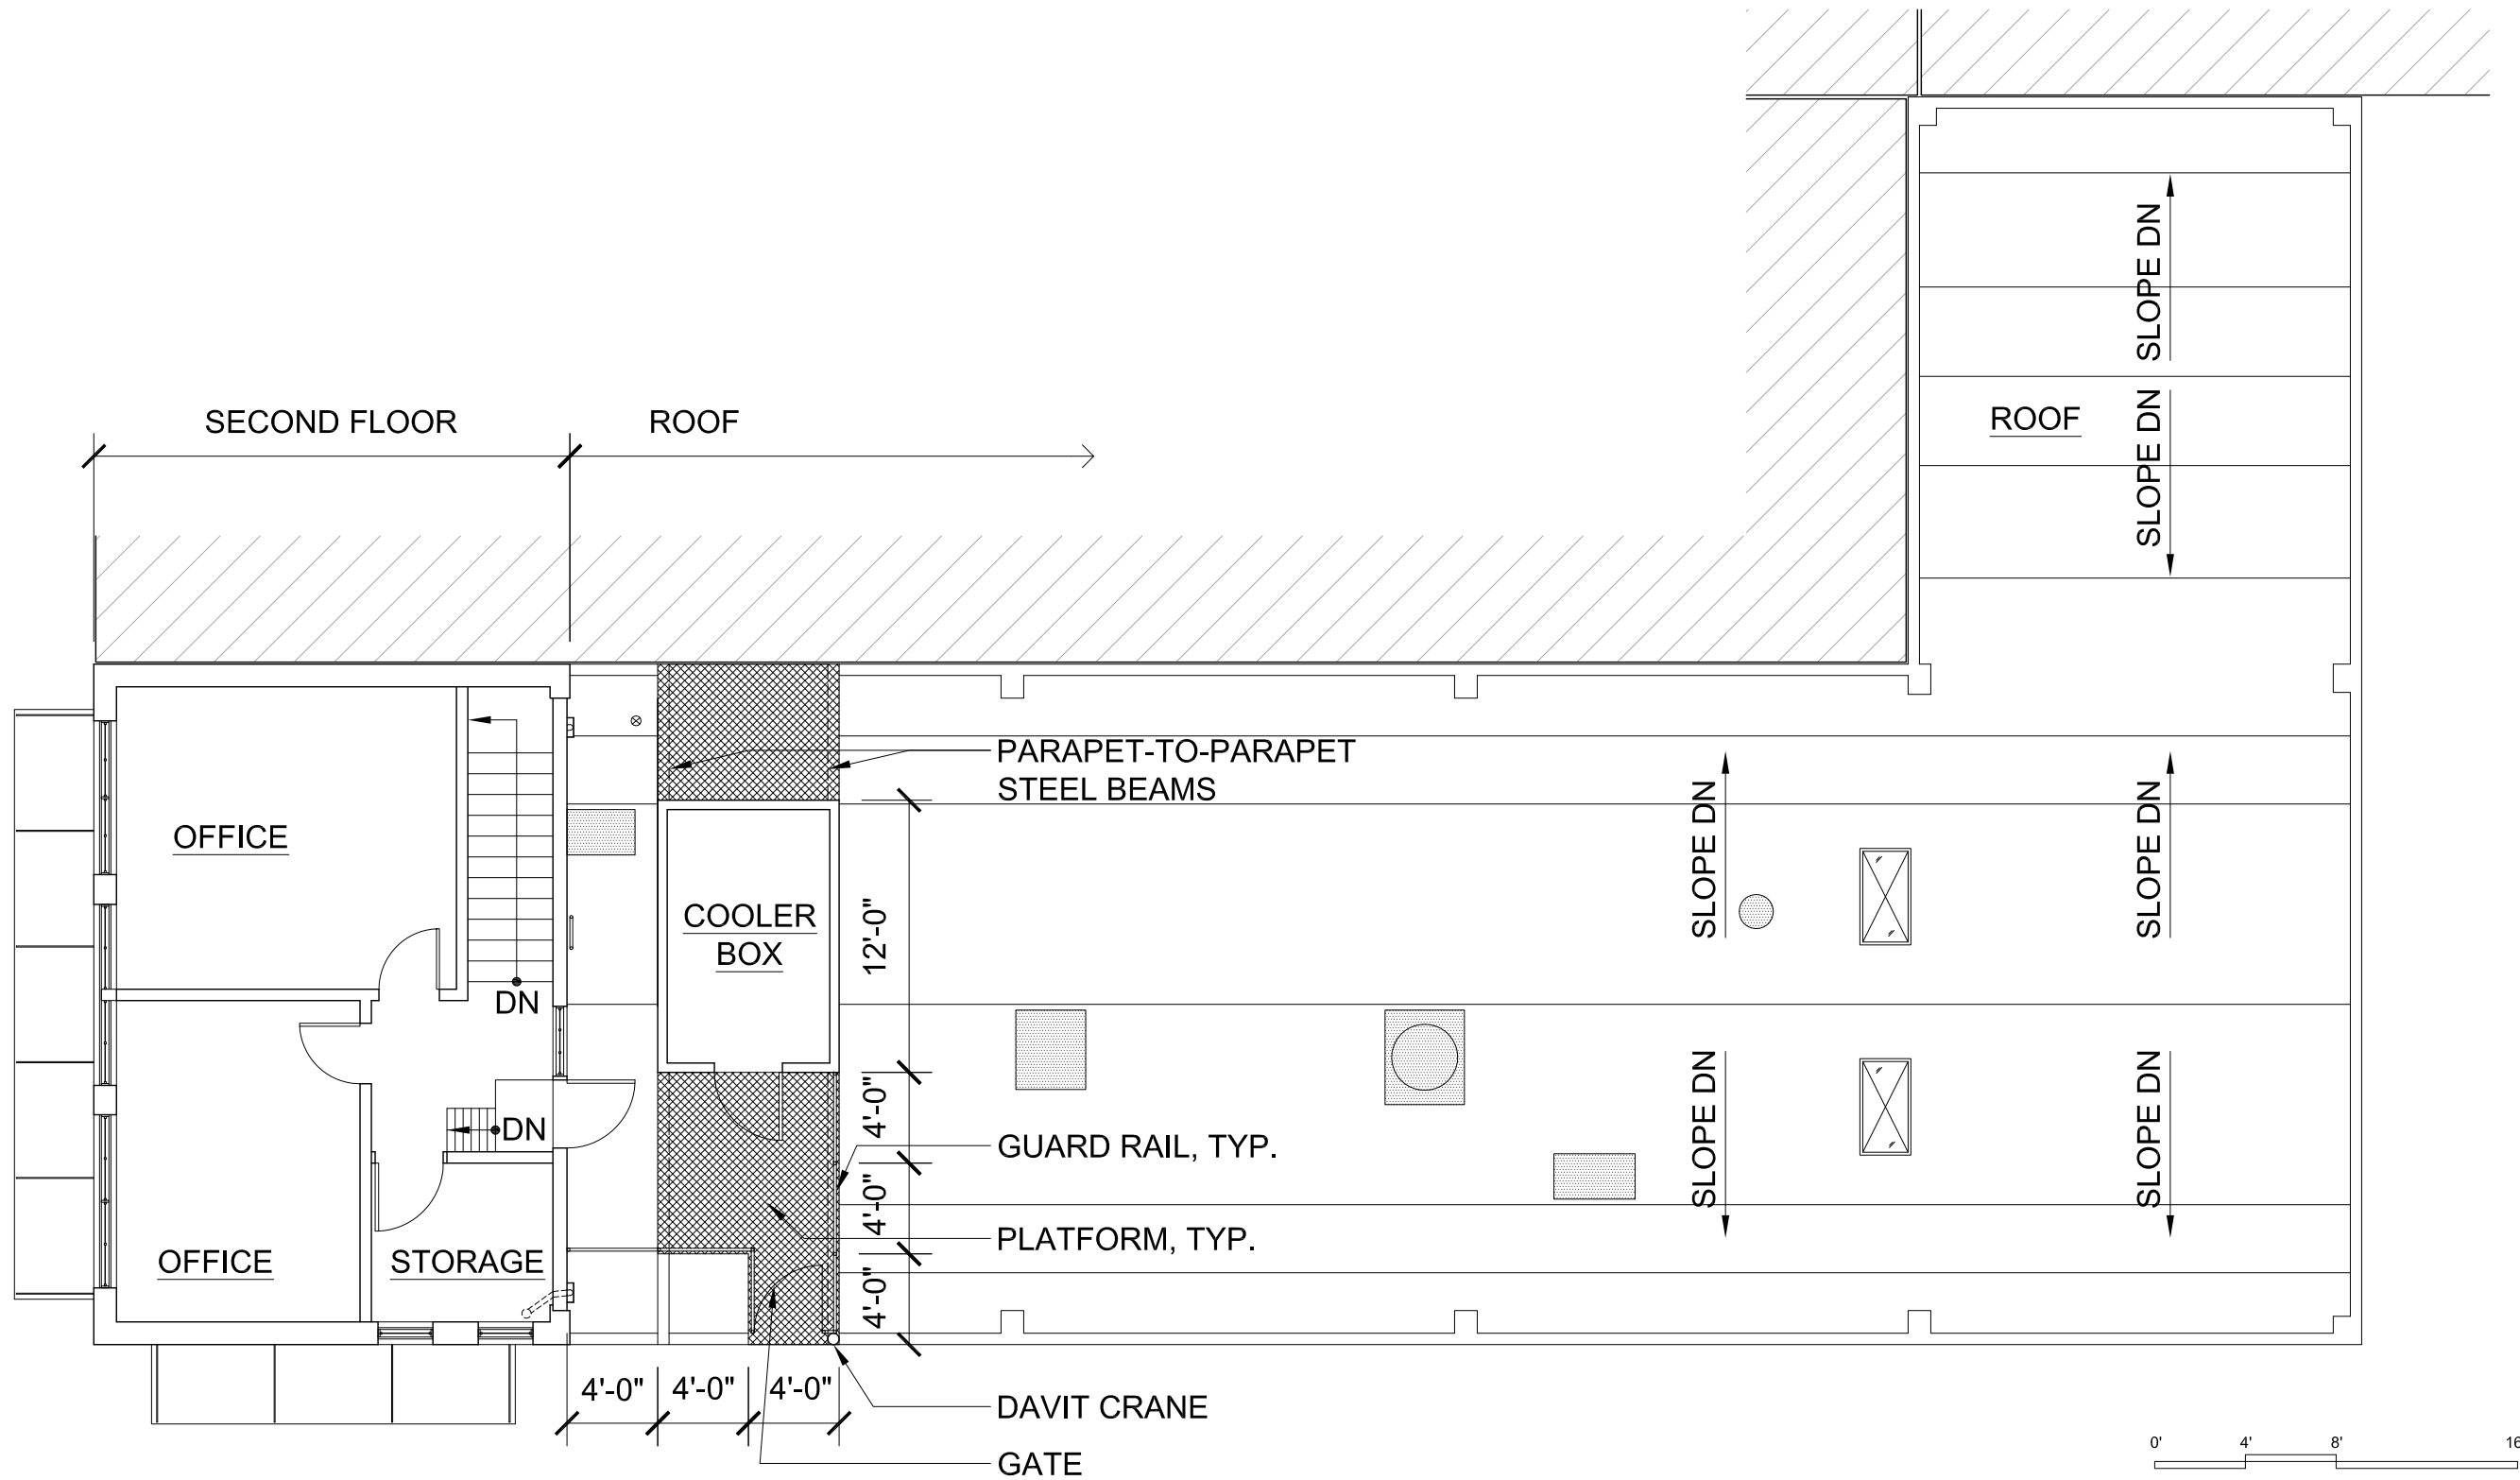 SECOND FLOOR
ROOF
SLOPE DN
ROOF
SLOPE DN
PARAPET-TO-PARAPET
STEEL BEAMS
OFFICE
COOLER
BOX
12'-0"
SLOPE DN
SLOPE DN
DN
DN
4'-0"
GUARD RAIL, TYP.
SLOPE DN
SLOPE DN
4'-0"
PLATFORM, TYP.
OFFICE
STORAGE
4'-0"
4'-0"
4'-0"
4'-0"
DAVIT CRANE
GATE
0'
4'
8'
16